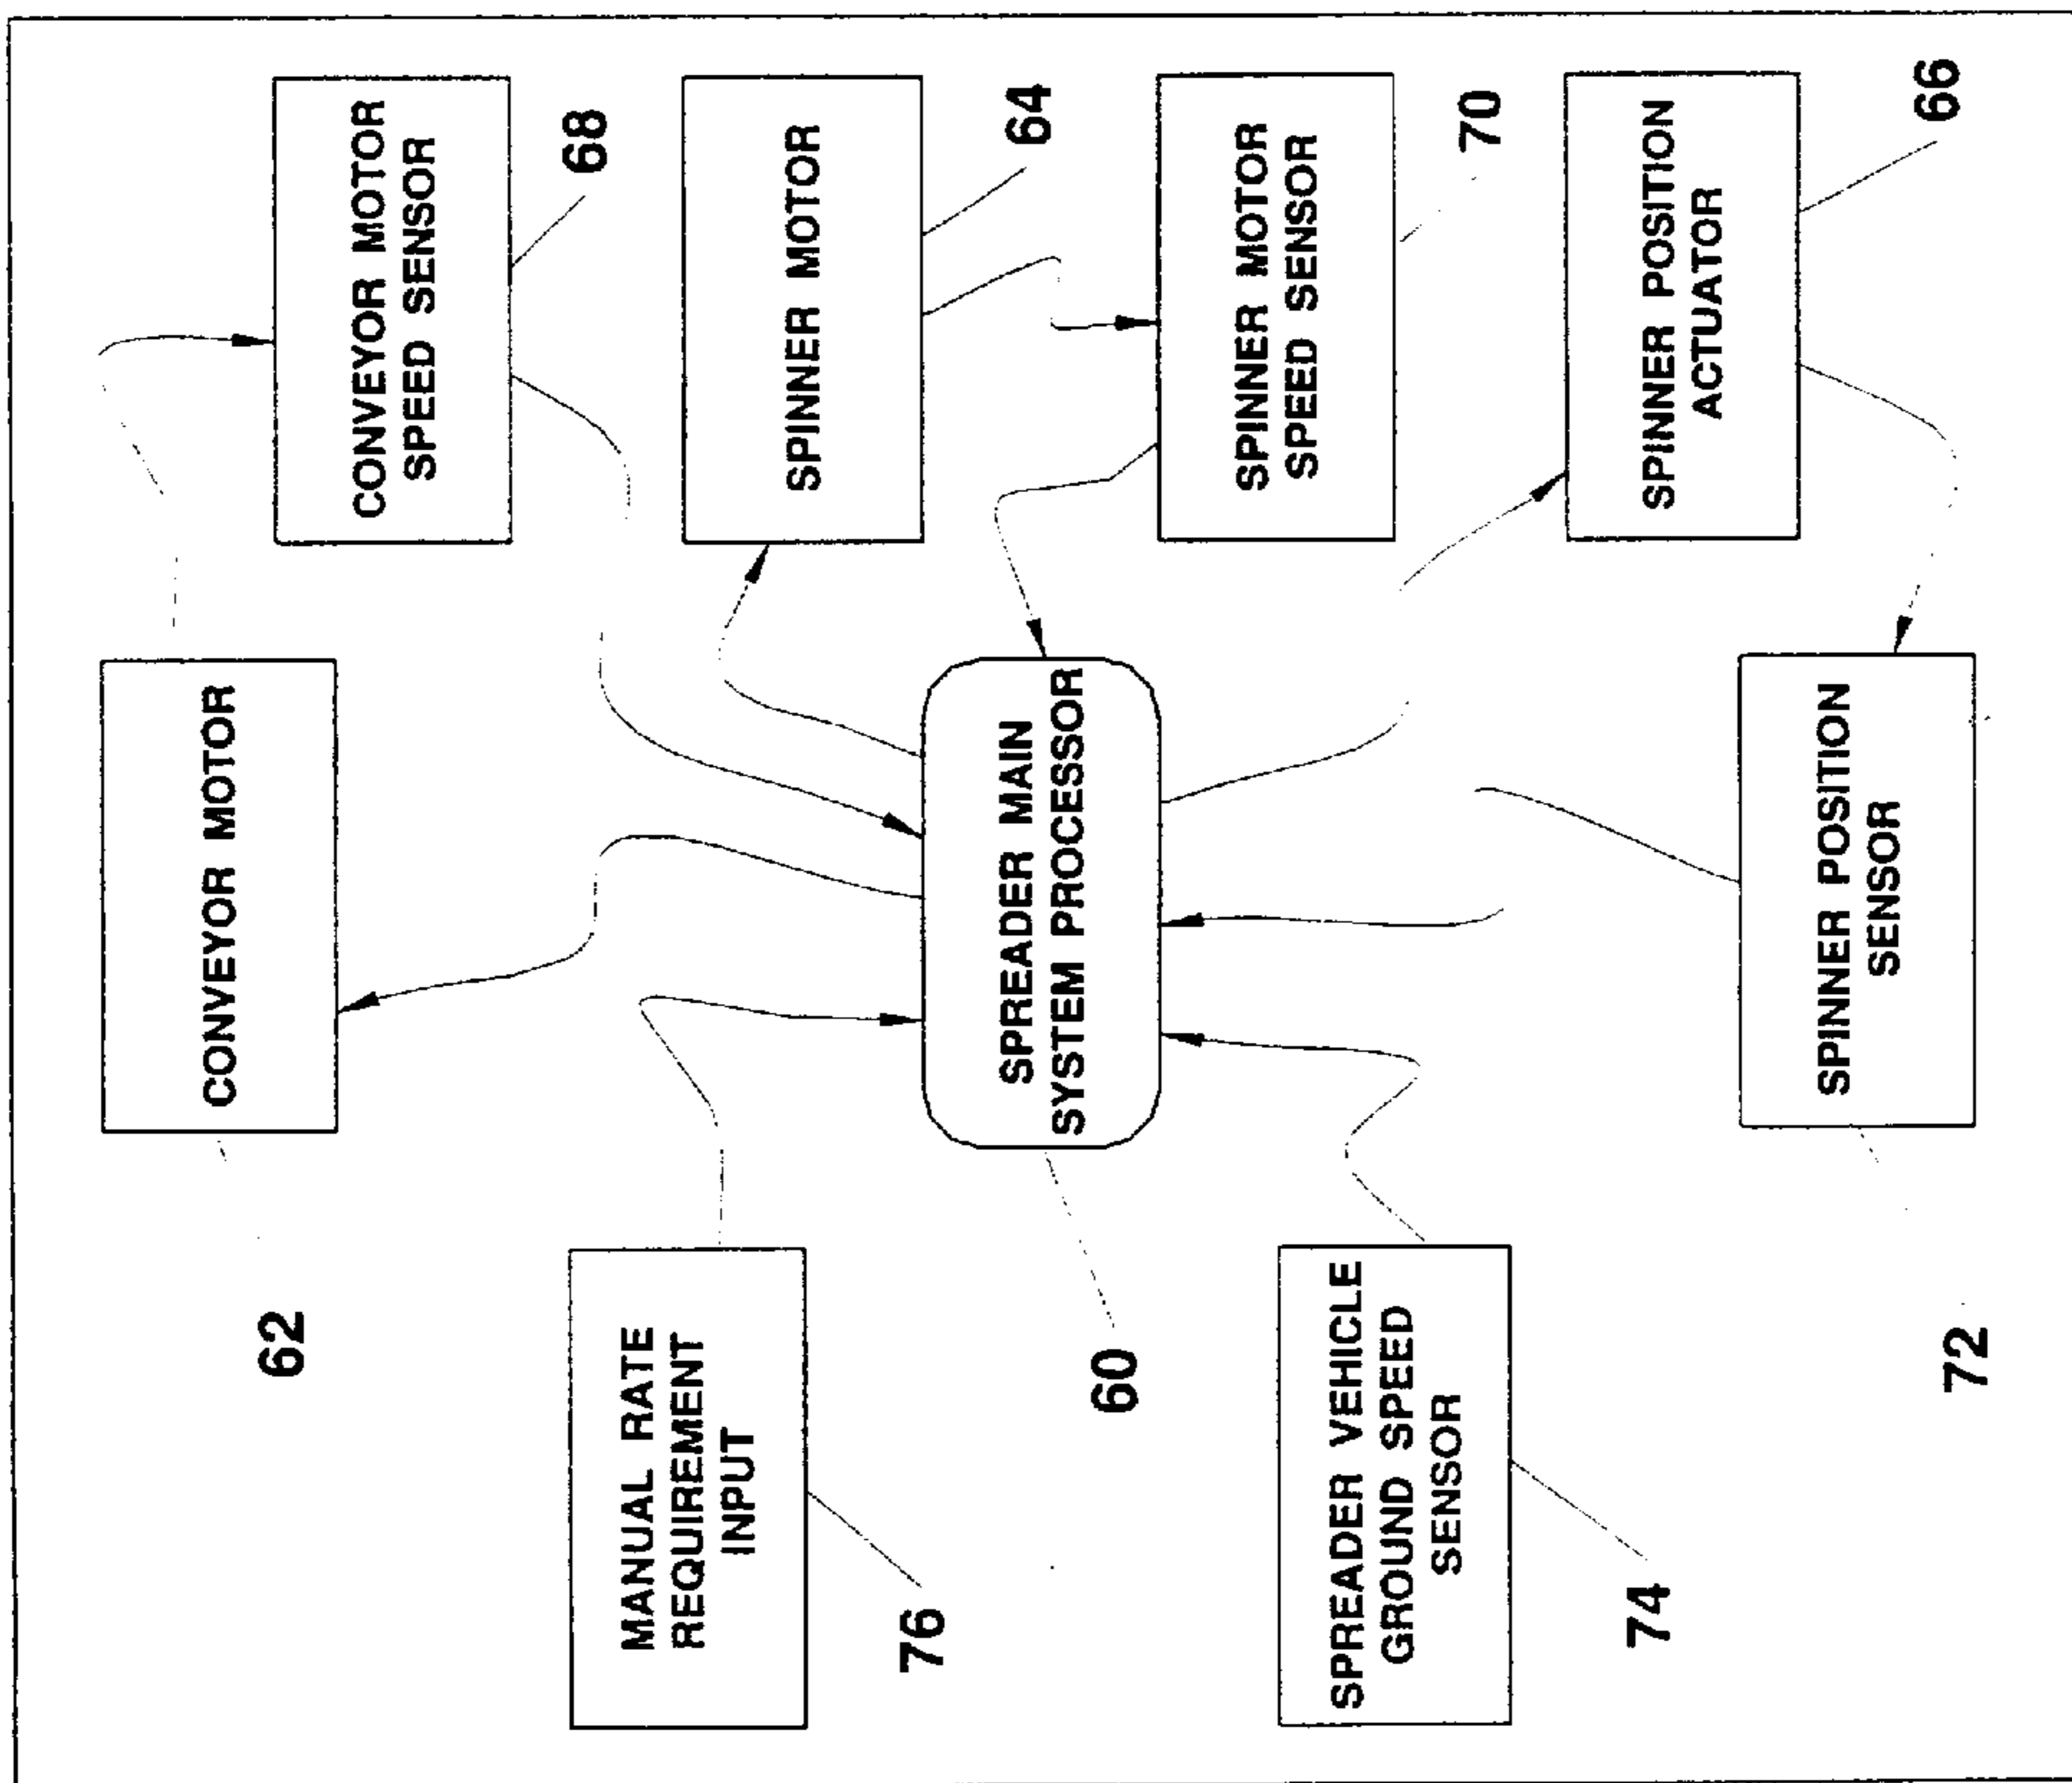 CONVEYOR MOTOR
62
CONVEYOR MOTOR
SPEED SENSOR
68
MANUAL RATE
REQUIREMENT
INPUT
76
SPINNER MOTOR
64
SPREADER MAIN
SYSTEM PROCESSOR
60
SPINNER MOTOR
SPEED SENSOR
70
SPREADER VEHICLE
GROUND SPEED
SENSOR
74
SPINNER POSITION
ACTUATOR
66
SPINNER POSITION
SENSOR
72